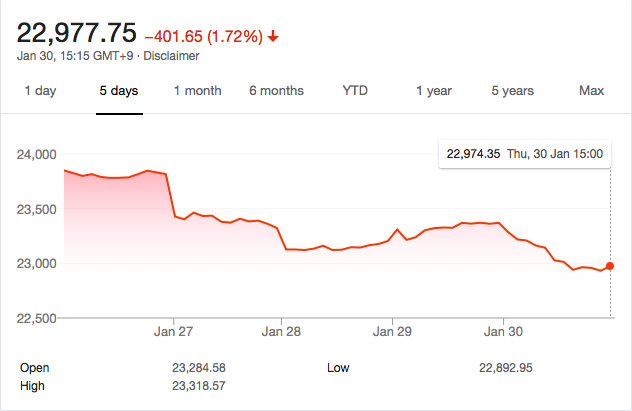 22,977.75 −401.65 (1.72%) ↓
Jan 30, 15:15 GMT+9 · Disclaimer
1 day 5 days 1 month 6 months YTD 1 year 5 years Max
22,974.35 Thu, 30 Jan 15:00
24,000
23,500
23,000
22,500
Jan 27 Jan 28 Jan 29 Jan 30
Open 23,284.58 Low 22,892.95
High 23,318.57